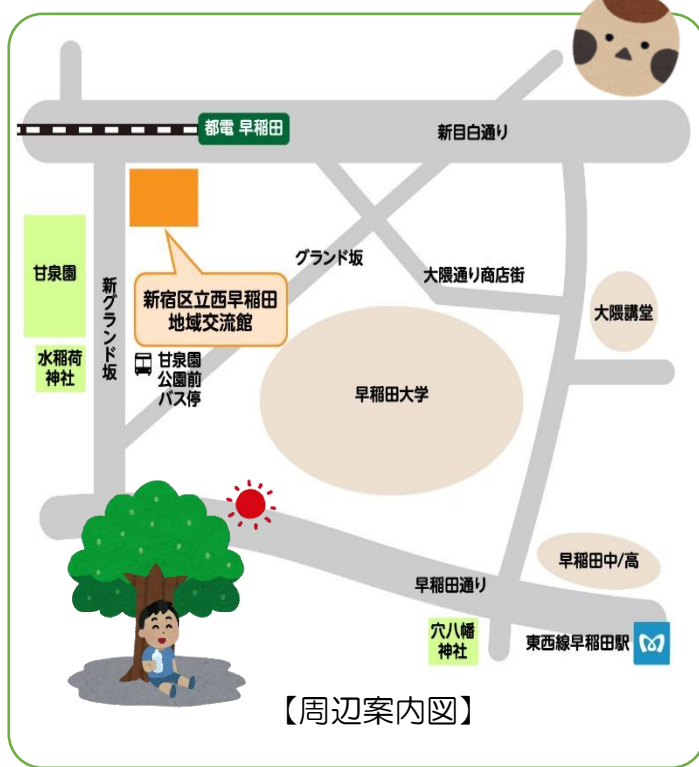 都電 早稲田
新目白通り
甘泉園
新グランド坂
グランド坂
大隈通り商店街
新宿区立西早稲田
地域交流館
大隈講堂
水稲荷
神社
甘泉園
公園前
バス停
早稲田大学
早稲田中/高
早稲田通り
穴八幡
神社
東西線早稲田駅
【周辺案内図】